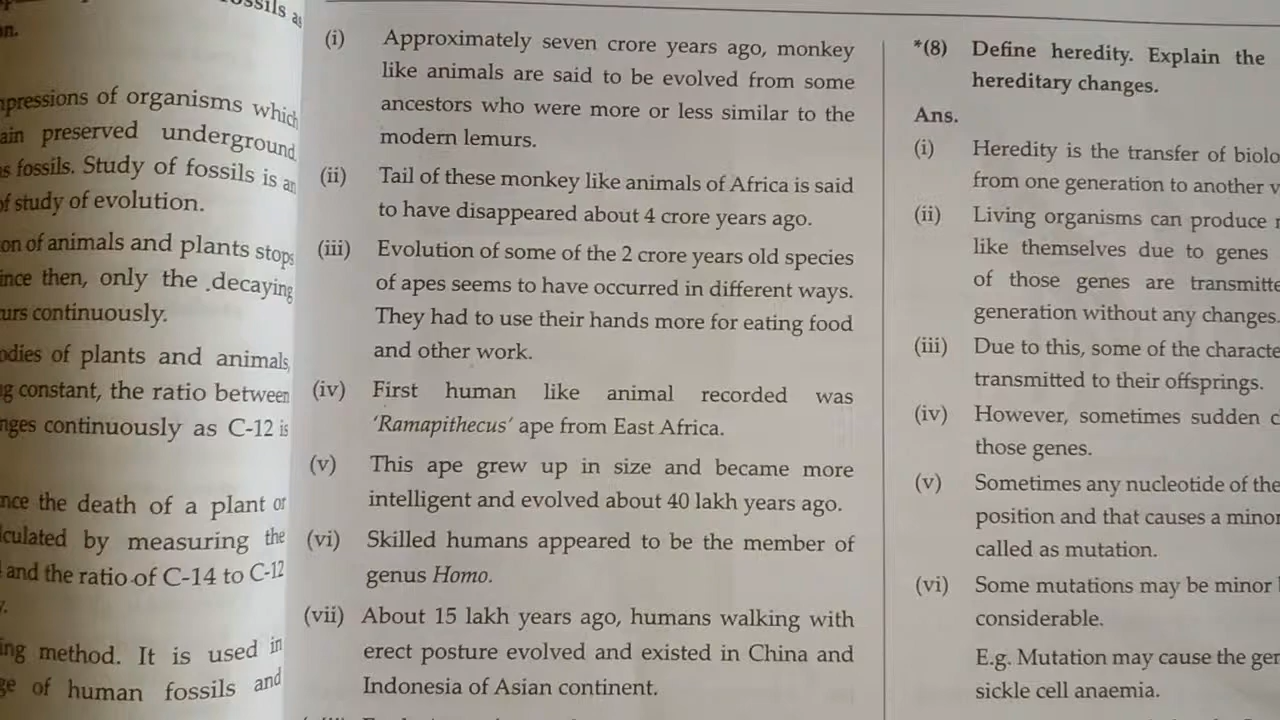 ossils as
on.
mpressions of organisms which
ain preserved underground
as fossils. Study of fossils is an
of study of evolution.
on of animals and plants stops
ince then, only the decaying
urs continuously.
odies of plants and animals,
g constant, the ratio between
nges continuously as C-12 is
nce the death of a plant or
lculated by measuring the
and the ratio of C-14 to C-12
y.
ing method. It is used in
ge of human fossils and
(i) Approximately seven crore years ago, monkey
like animals are said to be evolved from some
ancestors who were more or less similar to the
modern lemurs.
(ii) Tail of these monkey like animals of Africa is said
to have disappeared about 4 crore years ago.
(iii) Evolution of some of the 2 crore years old species
of apes seems to have occurred in different ways.
They had to use their hands more for eating food
and other work.
(iv) First human like animal recorded was
'Ramapithecus' ape from East Africa.
(v) This ape grew up in size and became more
intelligent and evolved about 40 lakh years ago.
(vi) Skilled humans appeared to be the member of
genus Homo.
(vii) About 15 lakh years ago, humans walking with
erect posture evolved and existed in China and
Indonesia of Asian continent.
*(8) Define heredity. Explain the
hereditary changes.
Ans.
(i) Heredity is the transfer of biolo
from one generation to another v
(ii) Living organisms can produce
like themselves due to genes
of those genes are transmitte
generation without any changes.
(iii) Due to this, some of the characte
transmitted to their offsprings.
(iv) However, sometimes sudden c
those genes.
(v) Sometimes any nucleotide of the
position and that causes a minor
called as mutation.
(vi) Some mutations may be minor
considerable.
E.g. Mutation may cause the gen
sickle cell anaemia.